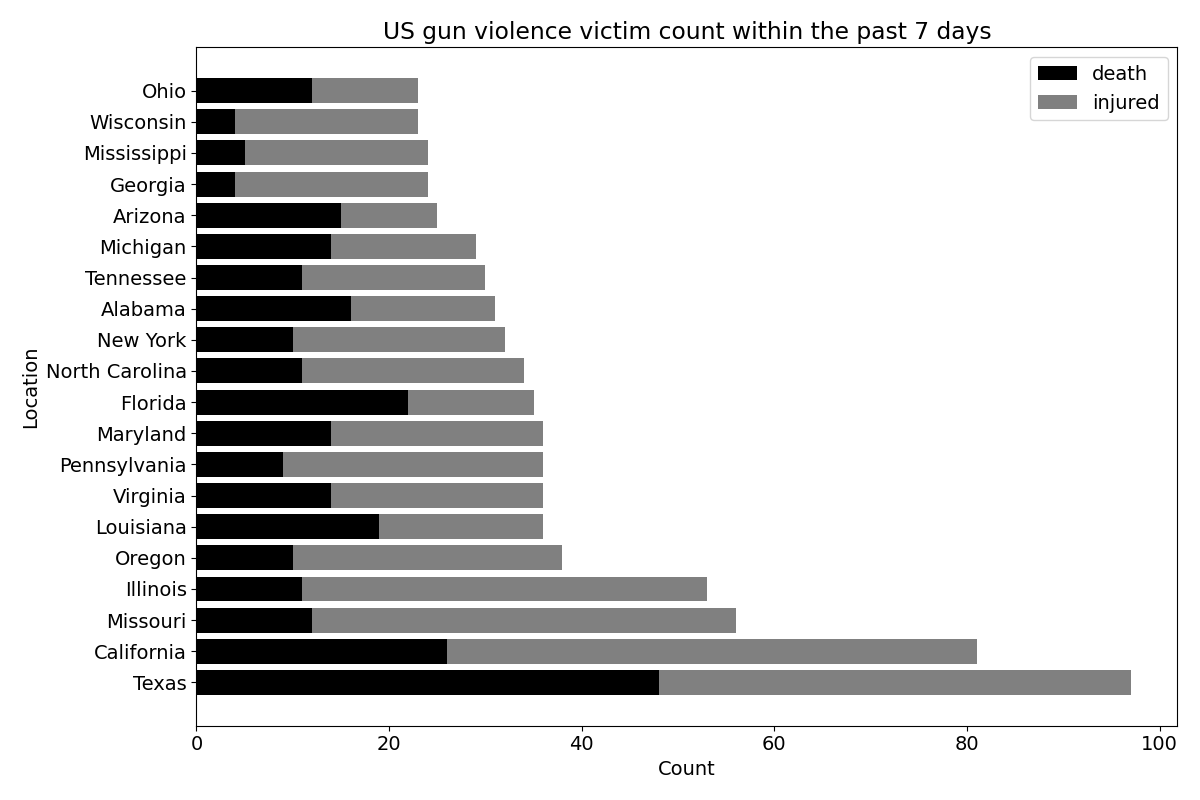 US gun violence victim count within the past 7 days
death
injured
Location
Ohio
Wisconsin
Mississippi
Georgia
Arizona
Michigan
Tennessee
Alabama
New York
North Carolina
Florida
Maryland
Pennsylvania
Virginia
Louisiana
Oregon
Illinois
Missouri
California
Texas
0 20 40 60 80 100
Count